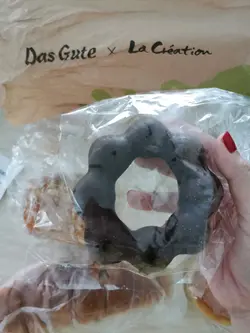 Das Gute x La Création